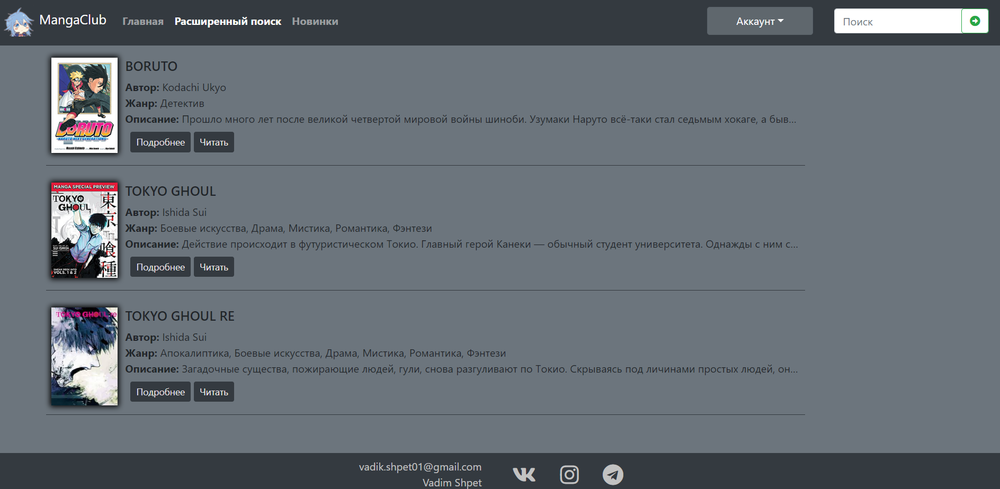 MangaClub Главная Расширенный поиск Новинки Аккаунт Поиск
BORUTO
Автор: Kodachi Ukyo
Жанр: Детектив
Описание: Прошло много лет после великой четвертой мировой войны шиноби. Узумаки Наруто всё-таки стал седьмым хокаге, а быв...
Подробнее Читать
BORUTO
-NARUTO NEXT GENERATIONS-
MANGA SPECIAL PREVIEW
TOKYO
GHOUL
東京喰種
SUI ISHIDA
SNEAK PEEK INTO
VOLS. 1 & 2
TOKYO GHOUL
Автор: Ishida Sui
Жанр: Боевые искусства, Драма, Мистика, Романтика, Фэнтези
Описание: Действие происходит в футуристическом Токио. Главный герой Канеки — обычный студент университета. Однажды с ним с...
Подробнее Читать
TOKYO GHOUL:re
ISHIDA
9
TOKYO GHOUL RE
Автор: Ishida Sui
Жанр: Апокалиптика, Боевые искусства, Драма, Мистика, Романтика, Фэнтези
Описание: Загадочные существа, пожирающие людей, гули, снова разгуливают по Токио. Скрываясь под личинами простых людей, он...
Подробнее Читать
vadik.shpet01@gmail.com
Vadim Shpet